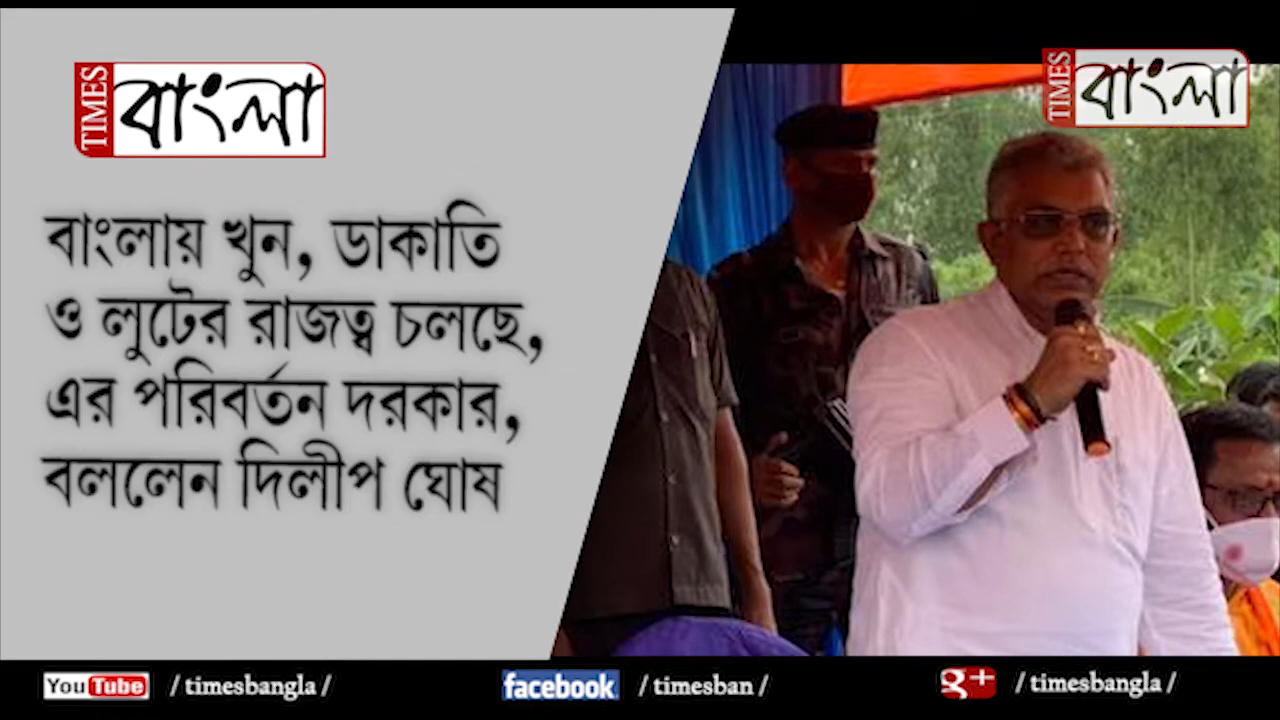 TIMES বাংলা
TIMES বাংলা
বাংলায় খুন, ডাকাতি
ও লুটের রাজত্ব চলছে,
এর পরিবর্তন দরকার,
বললেন দিলীপ ঘোষ
YouTube / timesbangla /
facebook / timesban /
g+ / timesbangla /